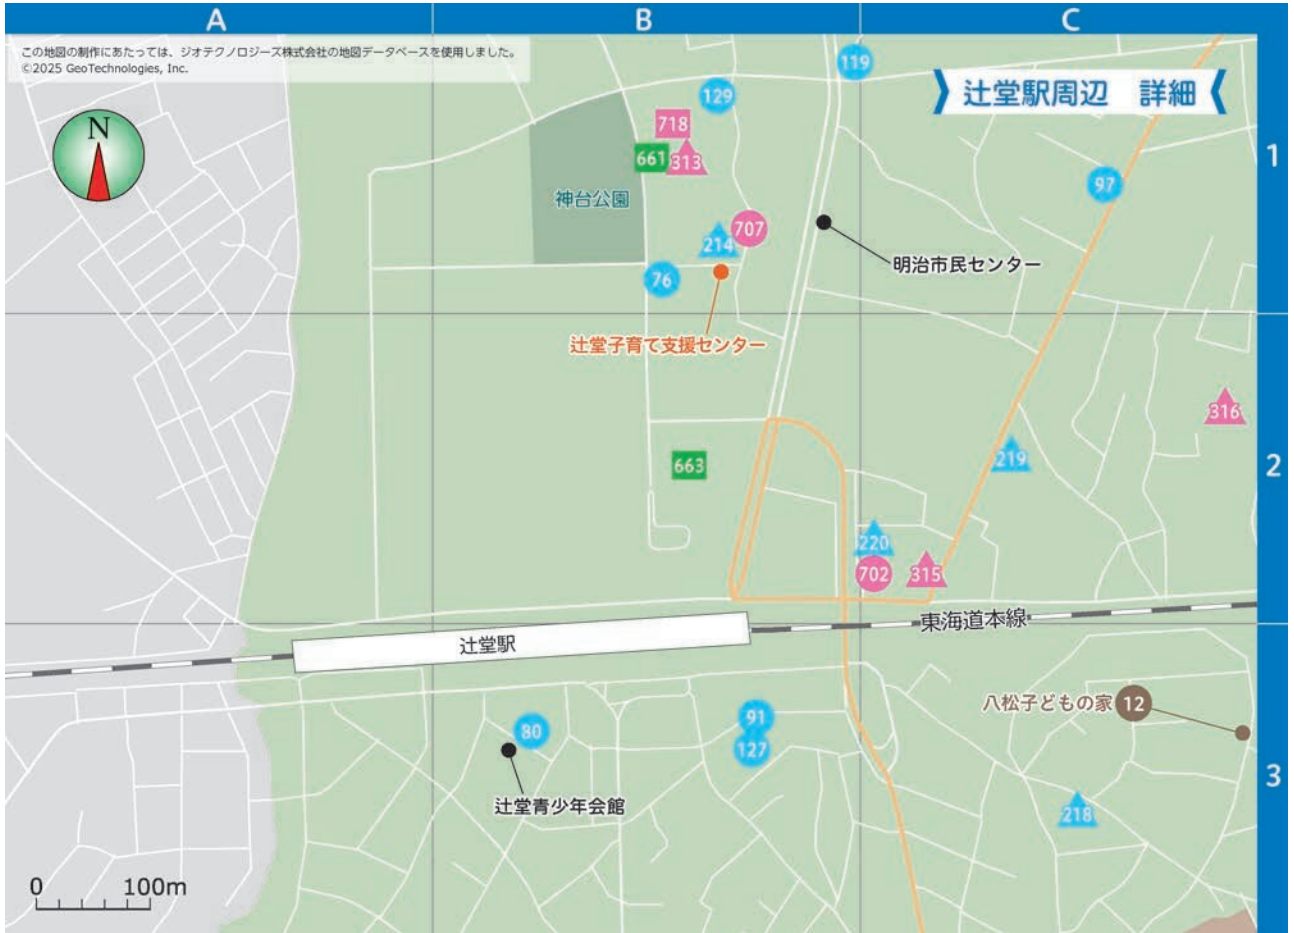 A
B
C
この地図の制作にあたっては、ジオテクノロジーズ株式会社の地図データベースを使用しました。
©2025 GeoTechnologies, Inc.
119
辻堂駅周辺 詳細
129
N
718
1
661
313
97
神台公園
707
214
明治市民センター
76
辻堂子育て支援センター
316
219
663
2
220
702
315
東海道本線
辻堂駅
八松子どもの家
12
91
80
127
3
辻堂青少年会館
218
0
100m